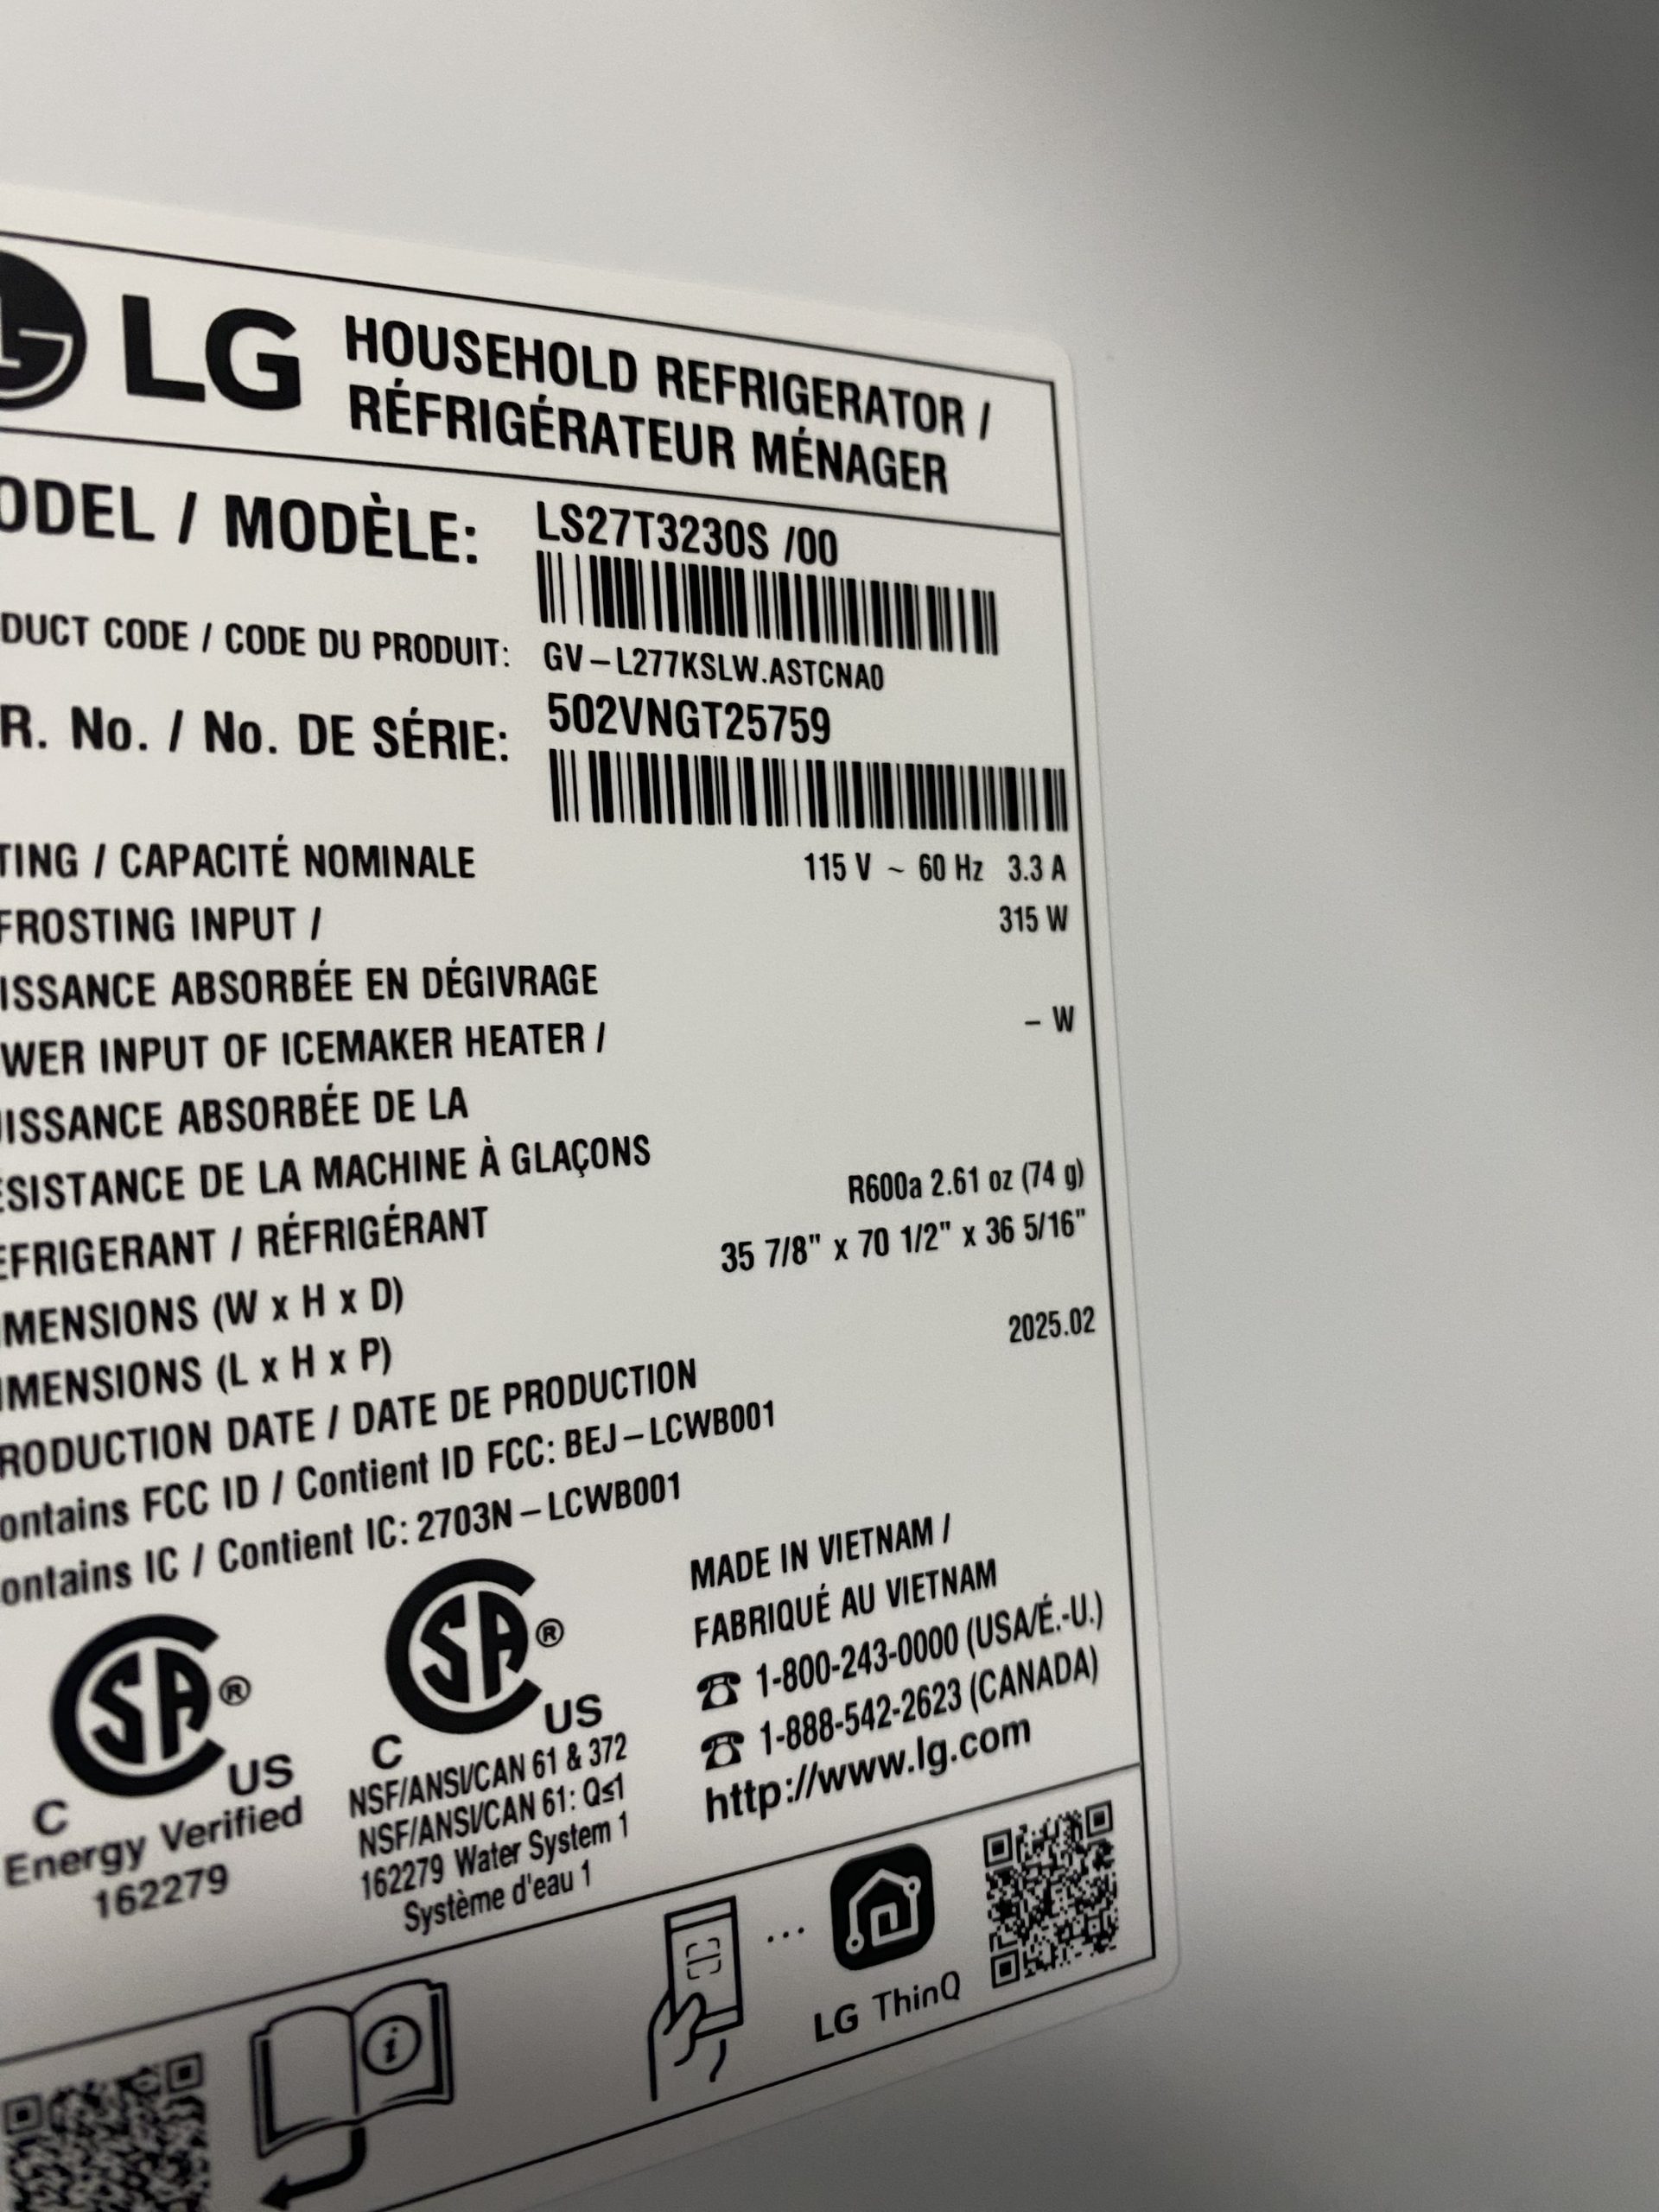 LG HOUSEHOLD REFRIGERATOR /
RÉFRIGÉRATEUR MÉNAGER
ODEL / MODÈLE: LS27T3230S /00
DUCT CODE / CODE DU PRODUIT: GV-L277KSLW.ASTCNA0
R. No. / No. DE SÉRIE: 502VNGT25759
TING / CAPACITÉ NOMINALE 115 V ~ 60 Hz 3.3 A
FROSTING INPUT / 315 W
ISSANCE ABSORBÉE EN DÉGIVRAGE
WER INPUT OF ICEMAKER HEATER / – W
UISSANCE ABSORBÉE DE LA
ÉSISTANCE DE LA MACHINE À GLAÇONS
EFRIGERANT / RÉFRIGÉRANT R600a 2.61 oz (74 g)
IMENSIONS (W x H x D) 35 7/8" x 70 1/2" x 36 5/16"
IMENSIONS (L x H x P)
RODUCTION DATE / DATE DE PRODUCTION 2025.02
ontains FCC ID / Contient ID FCC: BEJ-LCWB001
ontains IC / Contient IC: 2703N-LCWB001
SA ®
C US
Energy Verified
162279
SA ®
C US
NSF/ANSI/CAN 61 & 372
NSF/ANSI/CAN 61: Q≤1
162279 Water System 1
Système d'eau 1
MADE IN VIETNAM /
FABRIQUÉ AU VIETNAM
☎ 1-800-243-0000 (USA/É.-U.)
☎ 1-888-542-2623 (CANADA)
http://www.lg.com
LG ThinQ